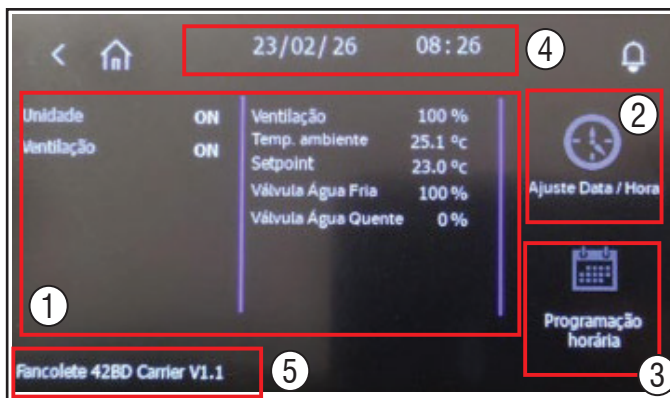 23/02/26 08:26 4
Unidade ON
Ventilação ON
Ventilação 100 %
Temp. ambiente 25.1 ºc
Setpoint 23.0 ºc
Válvula Água Fria 100 %
Válvula Água Quente 0 %
1
2
Ajuste Data / Hora
Programação
horária
3
Fancolete 42BD Carrier V1.1 5